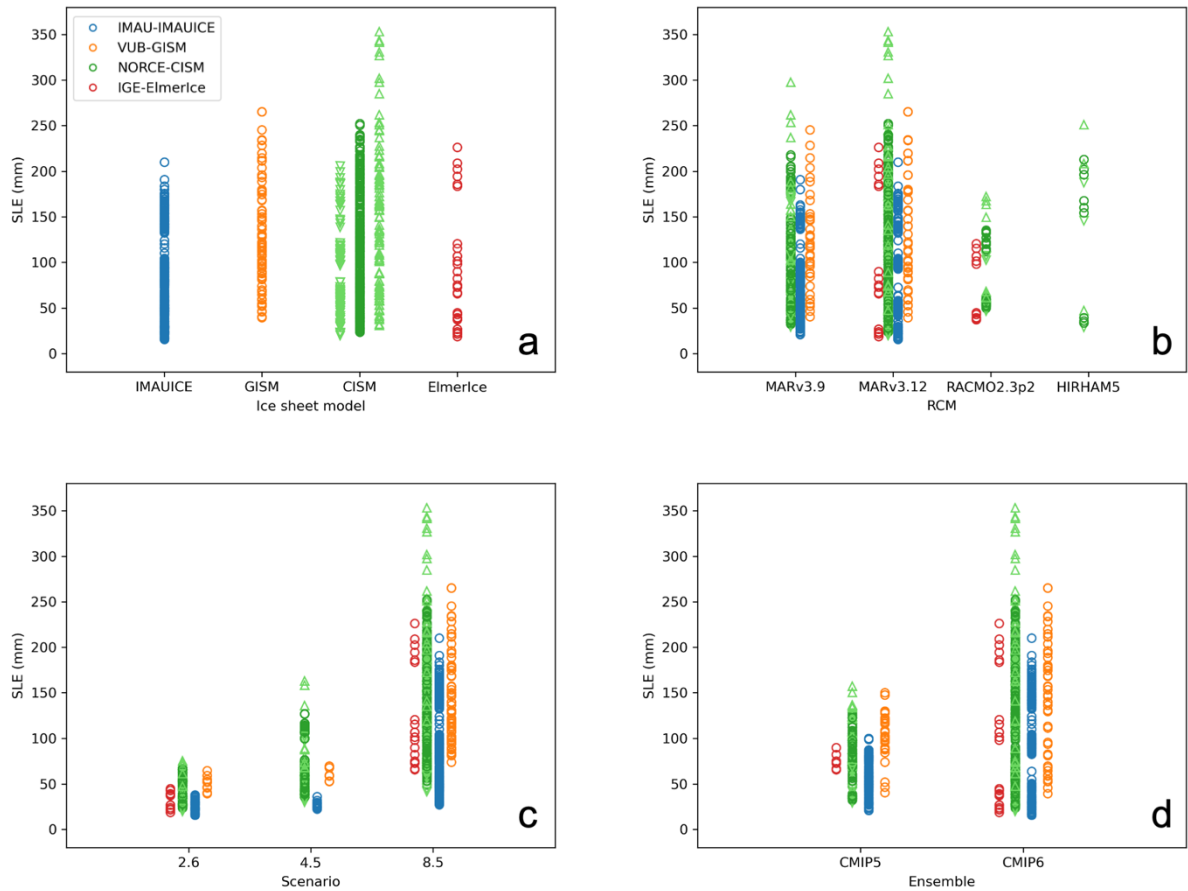 IMAU-IMAUICE
VUB-GISM
NORCE-CISM
IGE-ElmerIce
350
300
250
200
150
100
50
0
SLE (mm)
a
IMAUICE GISM CISM ElmerIce
Ice sheet model
350
300
250
200
150
100
50
0
SLE (mm)
b
MARv3.9 MARv3.12 RACMO2.3p2 HIRHAM5
RCM
350
300
250
200
150
100
50
0
SLE (mm)
c
2.6 4.5 8.5
Scenario
350
300
250
200
150
100
50
0
SLE (mm)
d
CMIP5 CMIP6
Ensemble